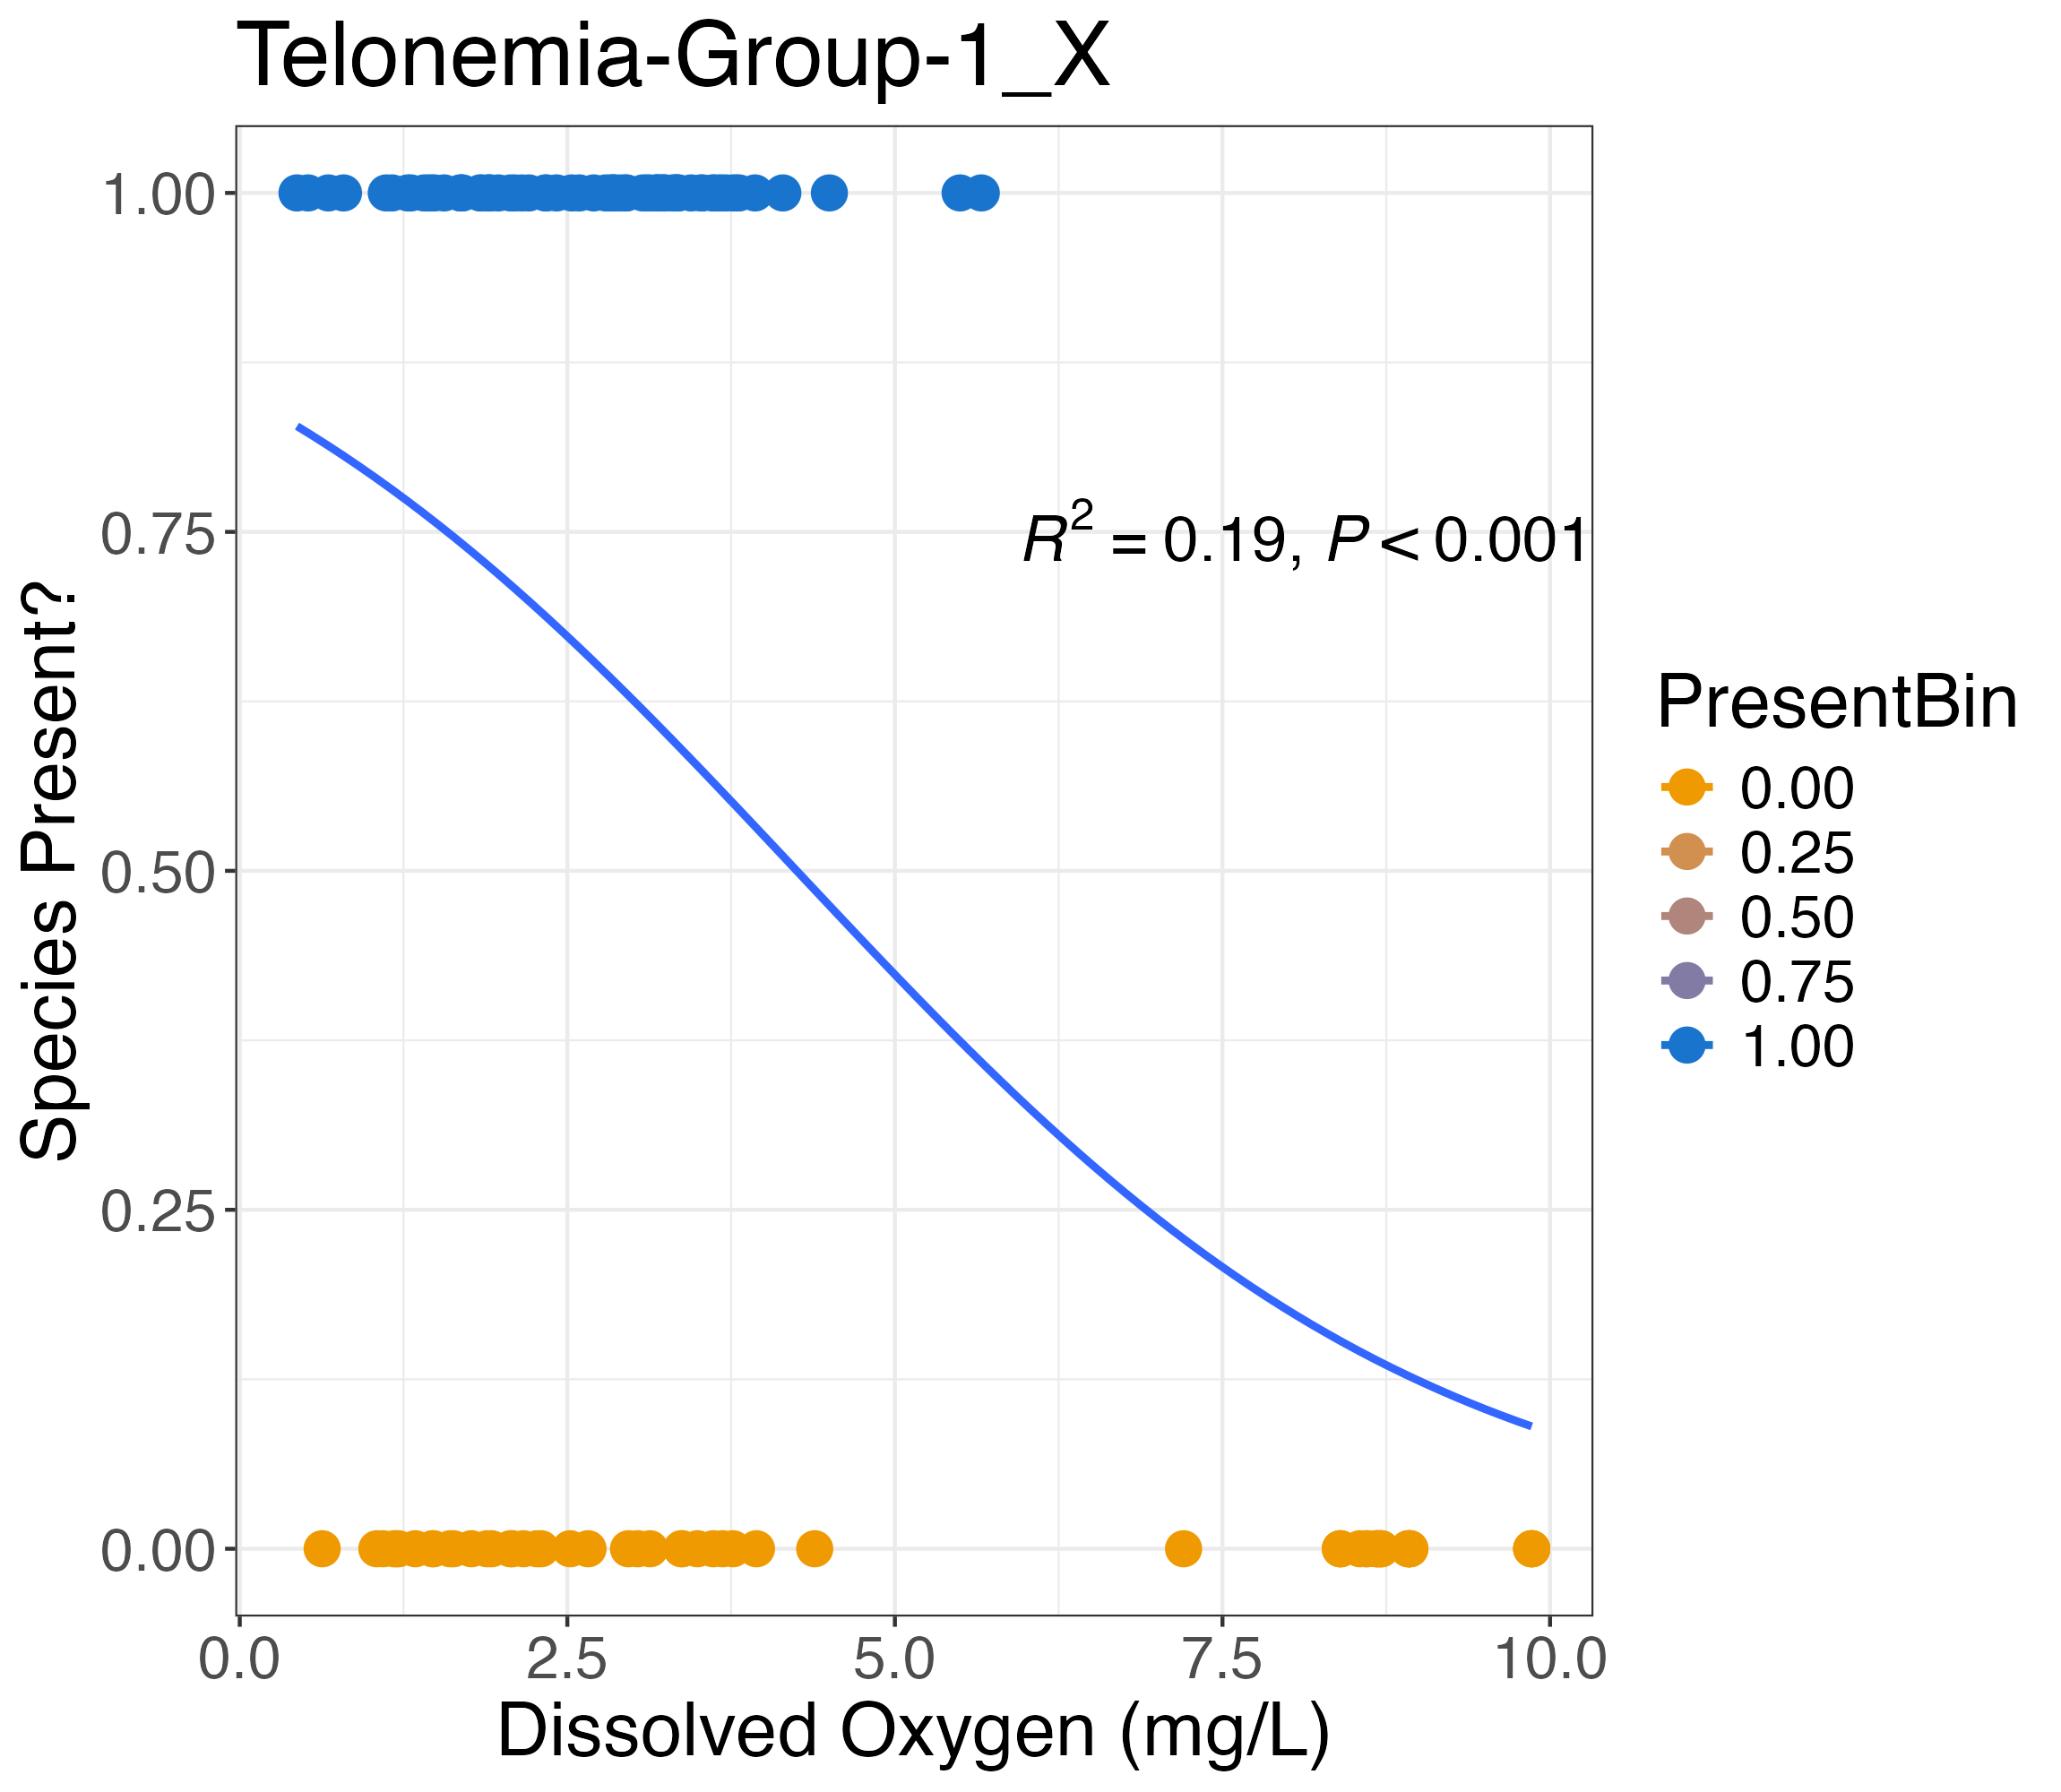 Telonemia-Group-1_X
Species Present?
1.00
0.75
0.50
0.25
0.00
R² = 0.19, P < 0.001
0.0 2.5 5.0 7.5 10.0
Dissolved Oxygen (mg/L)
PresentBin
0.00
0.25
0.50
0.75
1.00